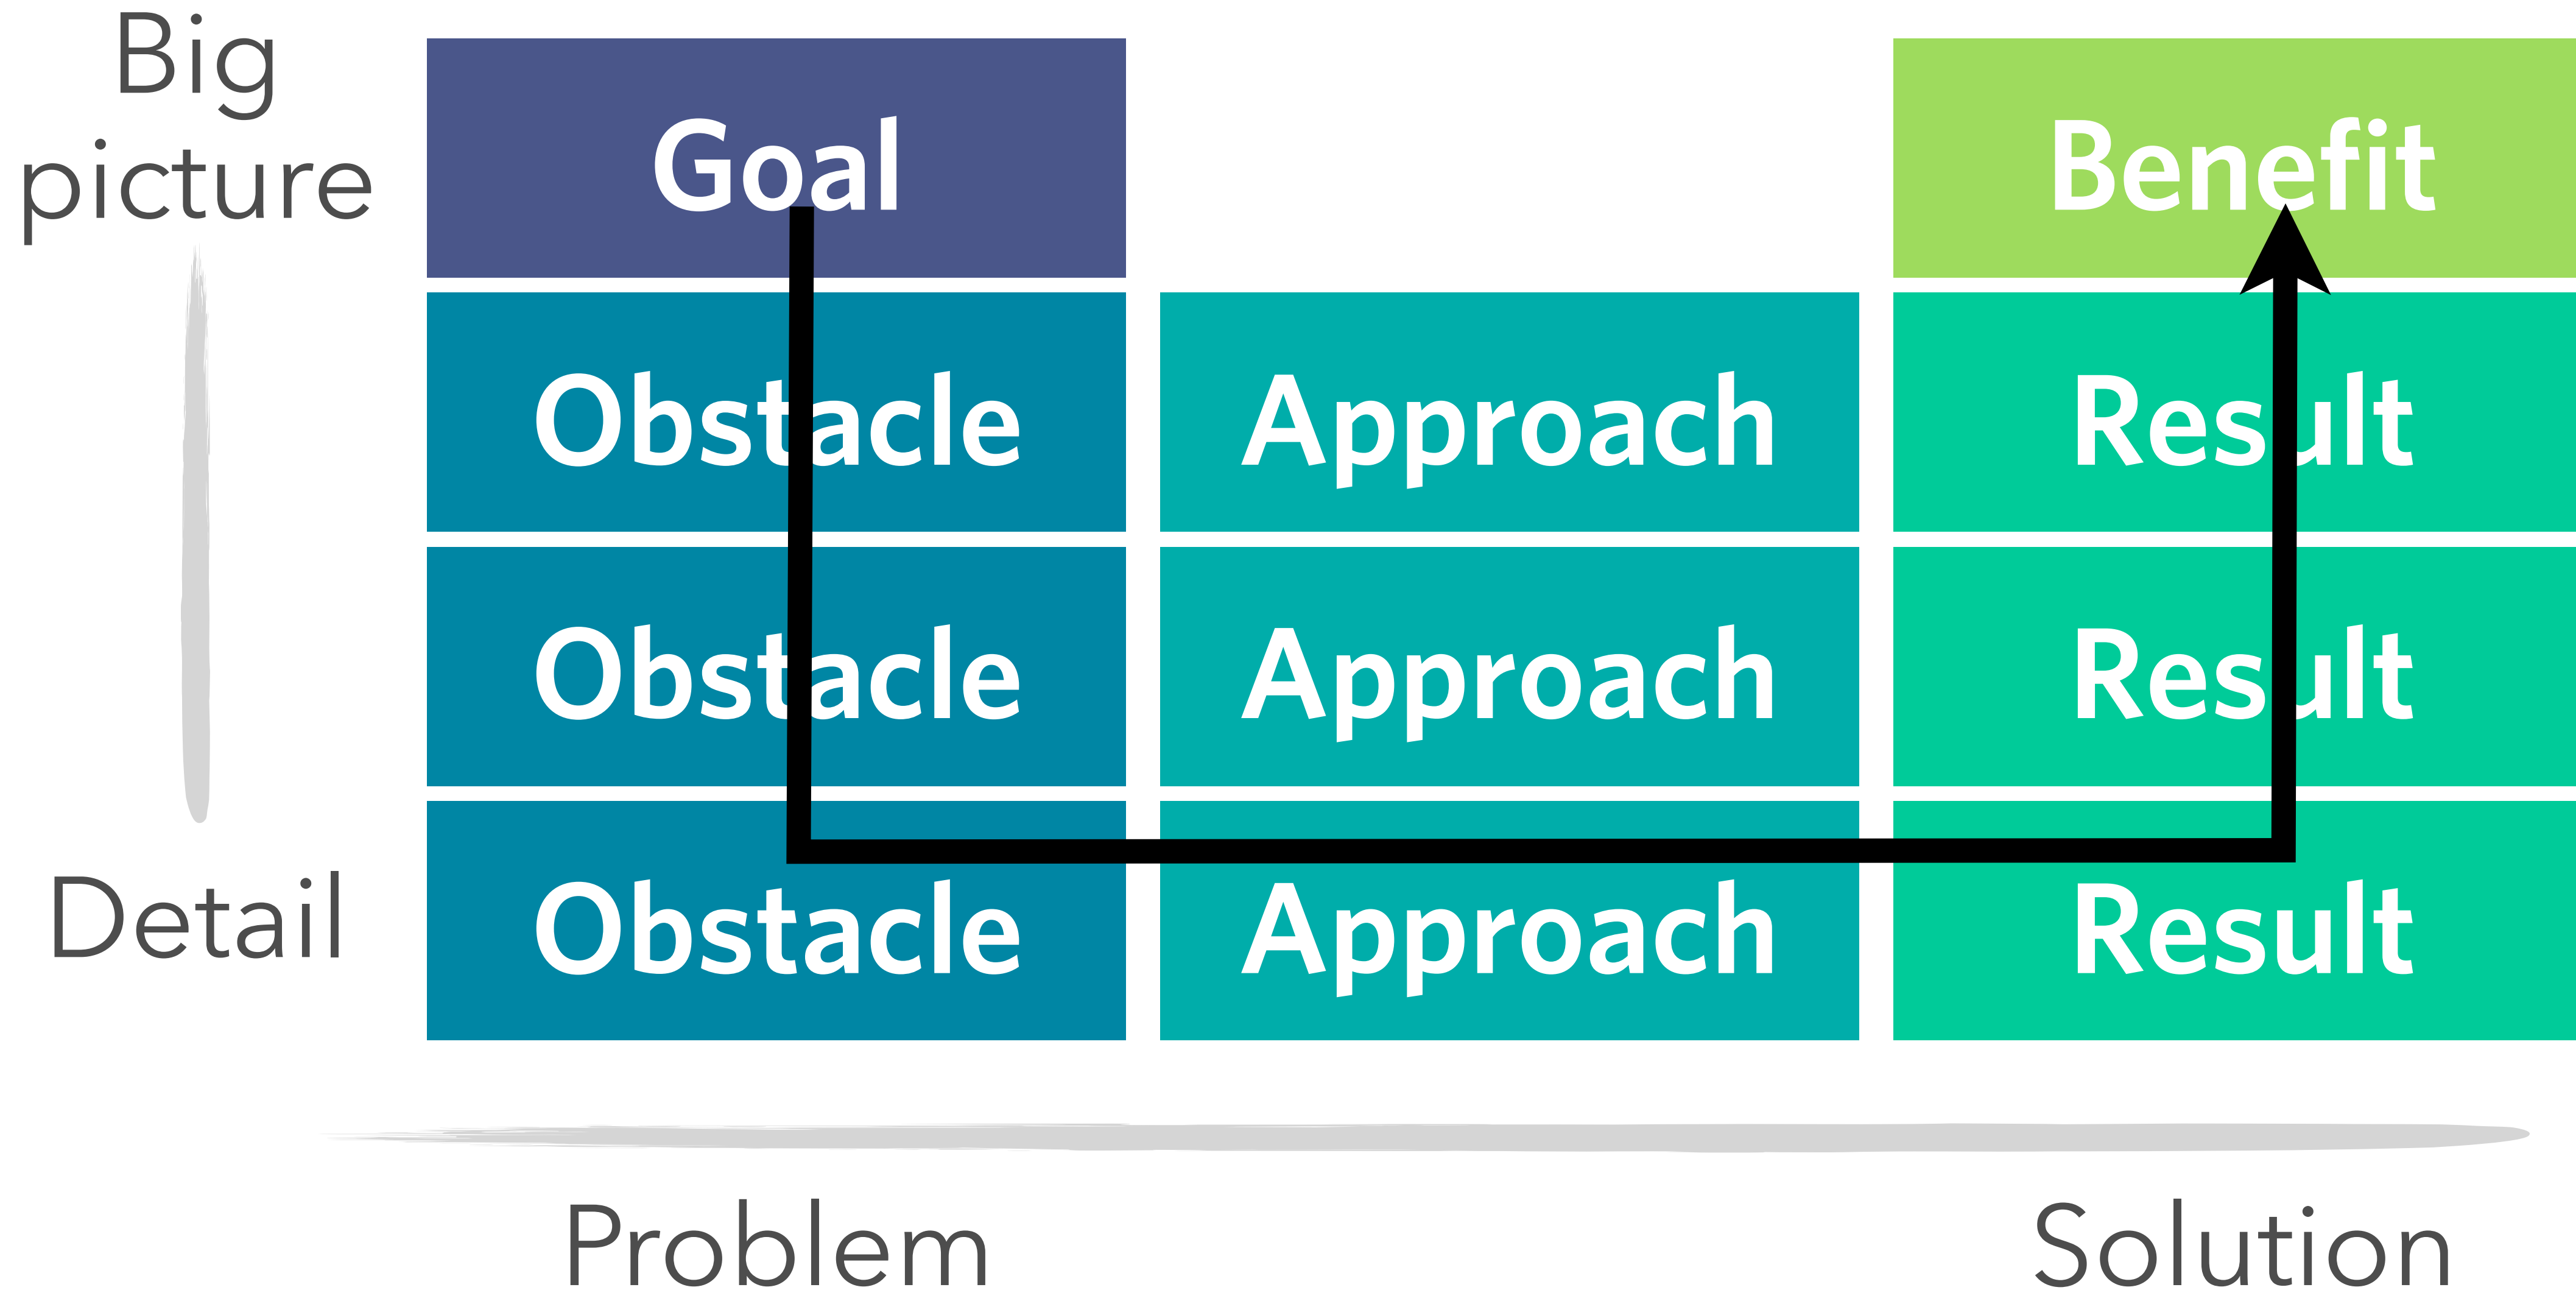 Big
picture
Goal
Benefit
Obstacle
Approach
Result
Obstacle
Approach
Result
Detail
Obstacle
Approach
Result
Problem
Solution